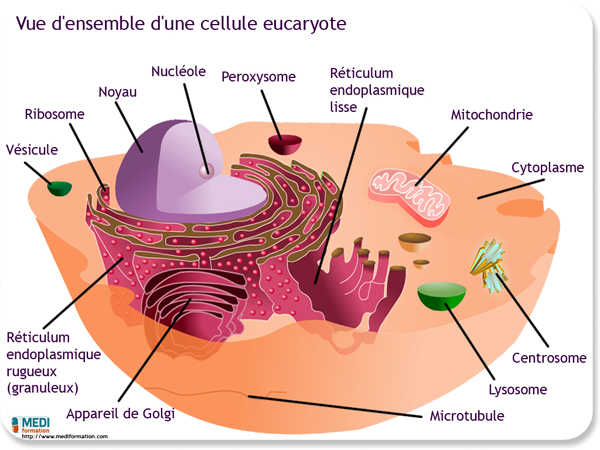 Vue d'ensemble d'une cellule eucaryote
Nucléole
Peroxysome
Réticulum
endoplasmique
lisse
Noyau
Ribosome
Mitochondrie
Vésicule
Cytoplasme
Réticulum
endoplasmique
rugueux
(granuleux)
Centrosome
Lysosome
Appareil de Golgi
Microtubule
MEDI
formation
http://www.mediformation.com